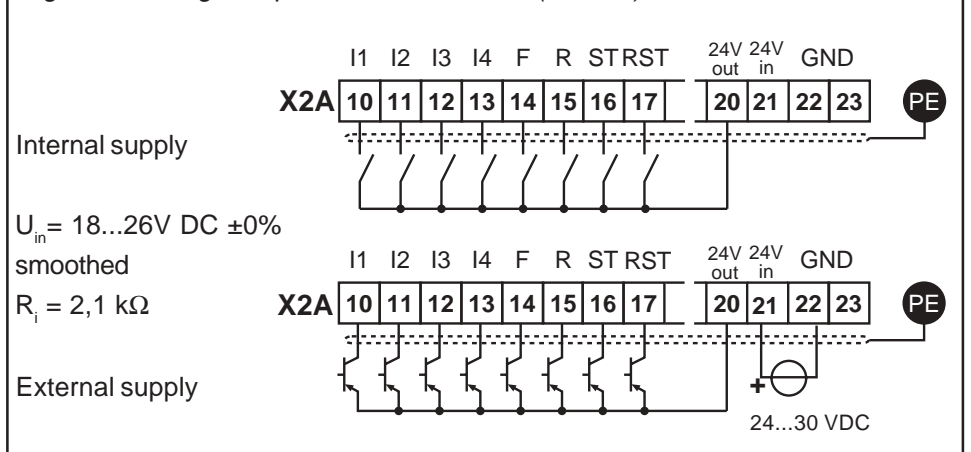 I1 I2 I3 I4 F R ST RST 24V out 24V in GND
X2A 10 11 12 13 14 15 16 17 20 21 22 23 PE
Internal supply
Uin= 18...26V DC ±0%
smoothed
Ri = 2,1 kΩ
I1 I2 I3 I4 F R ST RST 24V out 24V in GND
X2A 10 11 12 13 14 15 16 17 20 21 22 23 PE
External supply
+
24...30 VDC